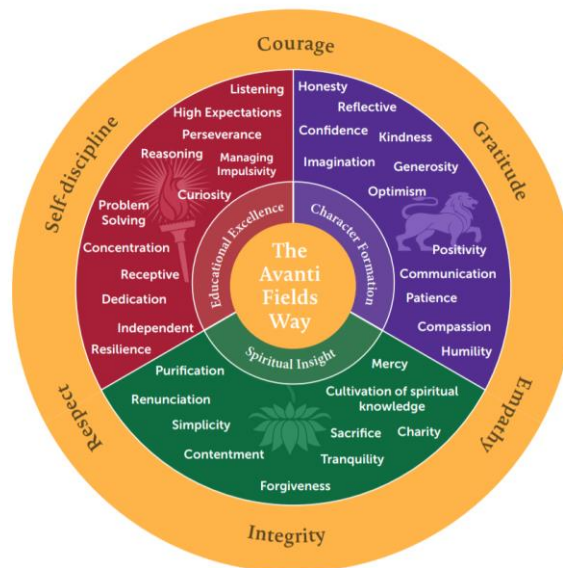 Courage
Gratitude
Empathy
Integrity
Respect
Self-discipline
The
Avanti
Fields
Way
Educational Excellence
Character Formation
Spiritual Insight
Listening
High Expectations
Perseverance
Reasoning
Managing
Impulsivity
Curiosity
Problem
Solving
Concentration
Receptive
Dedication
Independent
Resilience
Honesty
Reflective
Confidence
Kindness
Imagination
Generosity
Optimism
Positivity
Communication
Patience
Compassion
Humility
Purification
Mercy
Renunciation
Cultivation of spiritual
knowledge
Simplicity
Sacrifice
Charity
Contentment
Tranquility
Forgiveness